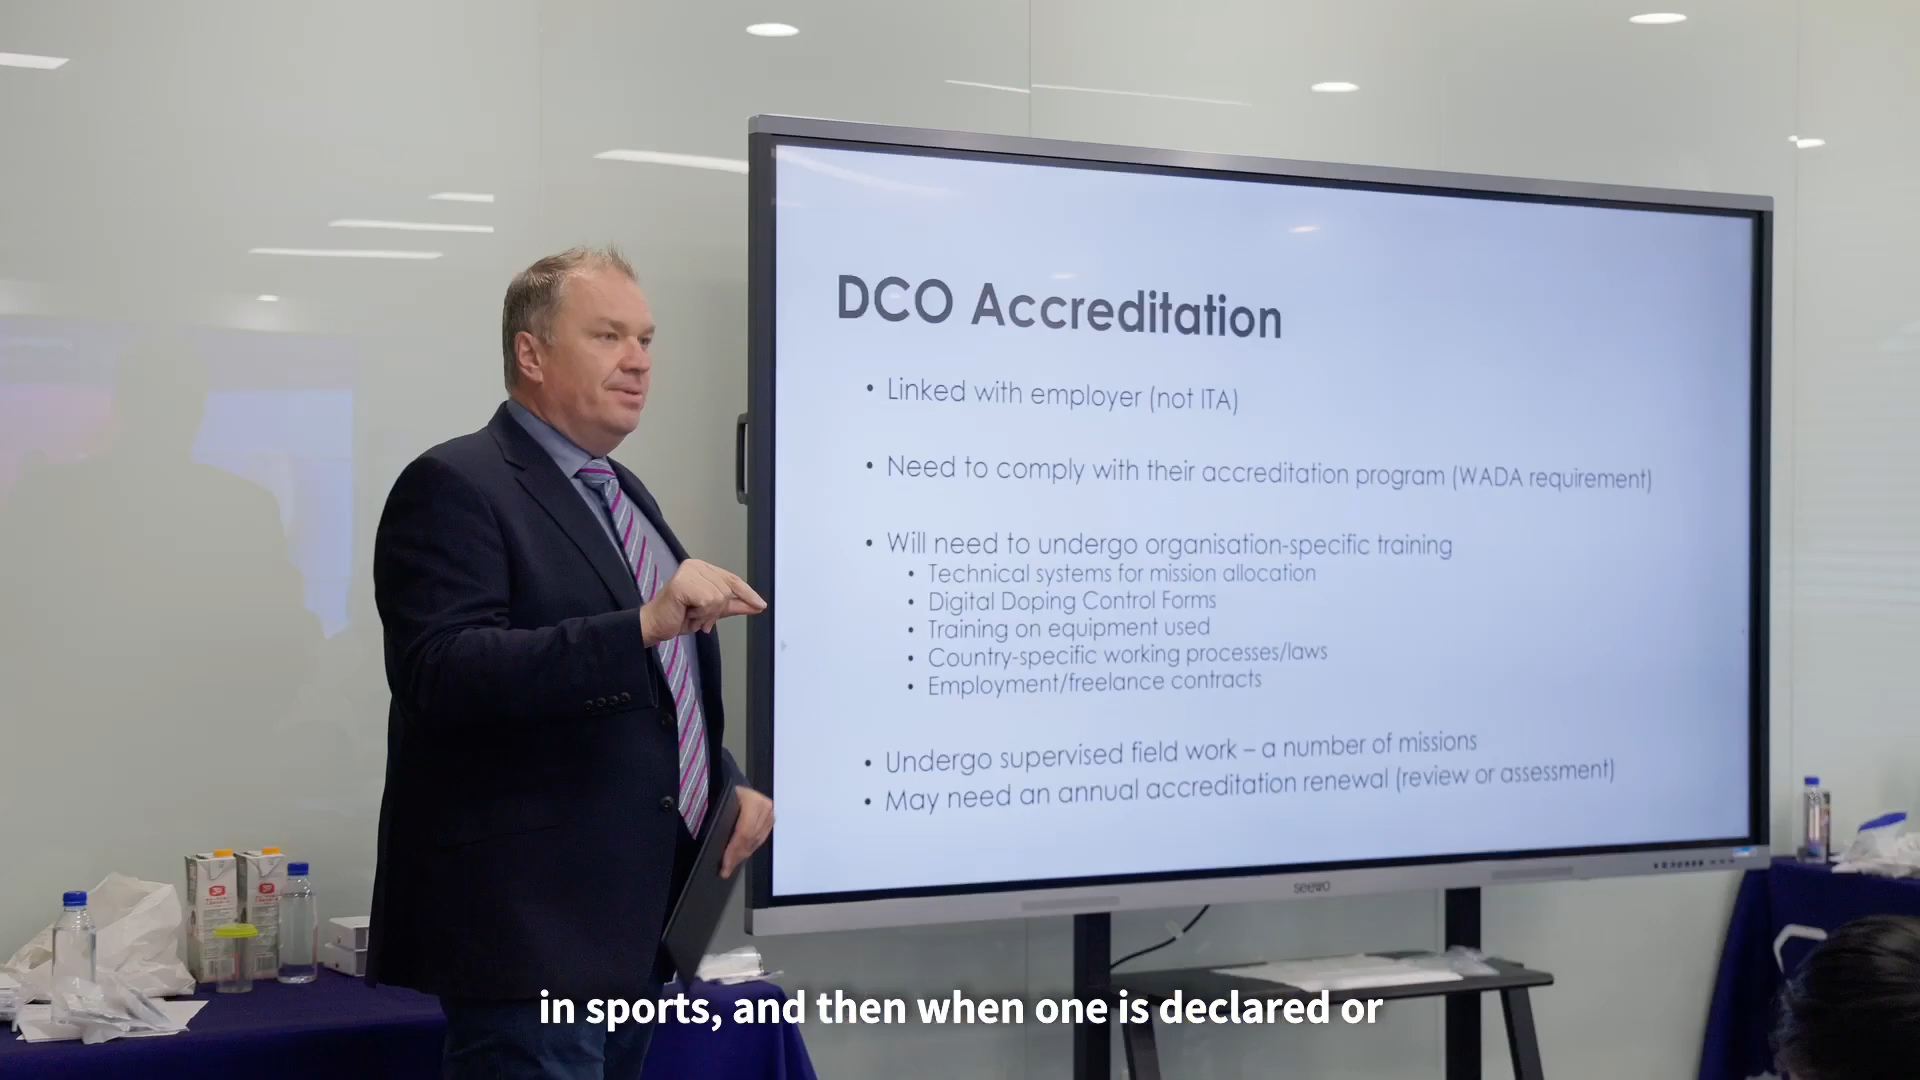 DCO Accreditation
• Linked with employer (not ITA)
• Need to comply with their accreditation program (WADA requirement)
• Will need to undergo organisation-specific training
• Technical systems for mission allocation
• Digital Doping Control Forms
• Training on equipment used
• Country-specific working processes/laws
• Employment/freelance contracts
• Undergo supervised field work – a number of missions
• May need an annual accreditation renewal (review or assessment)
seewo
in sports, and then when one is declared or